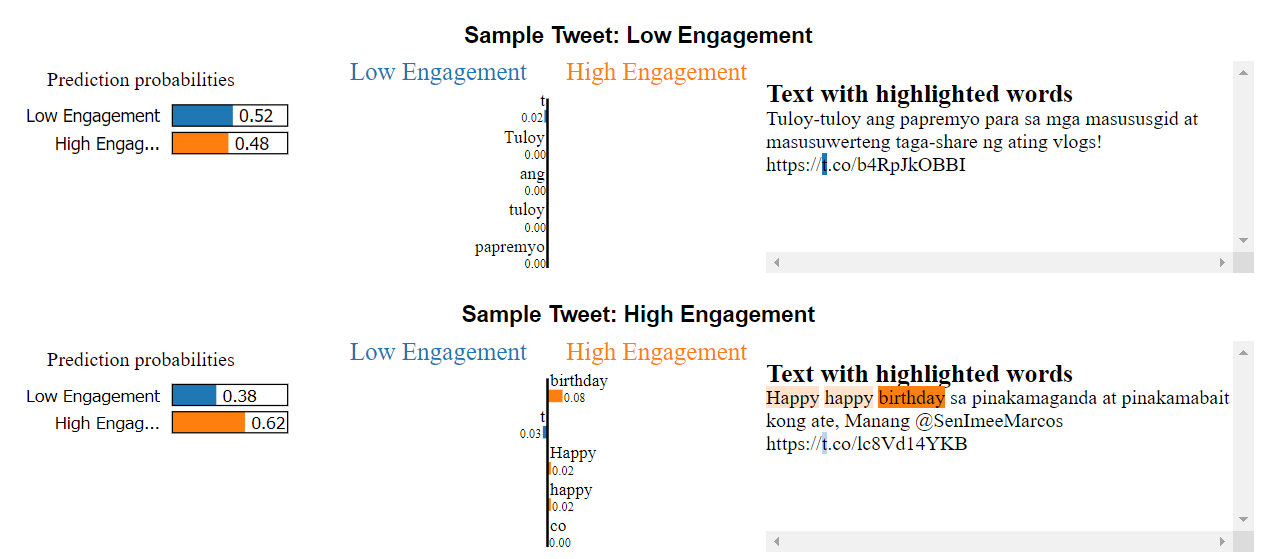 Sample Tweet: Low Engagement
Prediction probabilities
Low Engagement 0.52
High Engag... 0.48
Low Engagement High Engagement
t
0.02
Tuloy
0.00
ang
0.00
tuloy
0.00
papremyo
0.00
Text with highlighted words
Tuloy-tuloy ang papremyo para sa mga masusugid at
masusuwerteng taga-share ng ating vlogs!
https://t.co/b4RpJkOBBI
Sample Tweet: High Engagement
Prediction probabilities
Low Engagement 0.38
High Engag... 0.62
Low Engagement High Engagement
birthday
0.08
t
0.03
Happy
0.02
happy
0.02
co
0.00
Text with highlighted words
Happy happy birthday sa pinakamaganda at pinakamabait
kong ate, Manang @SenImeeMarcos
https://t.co/lc8Vd14YKB